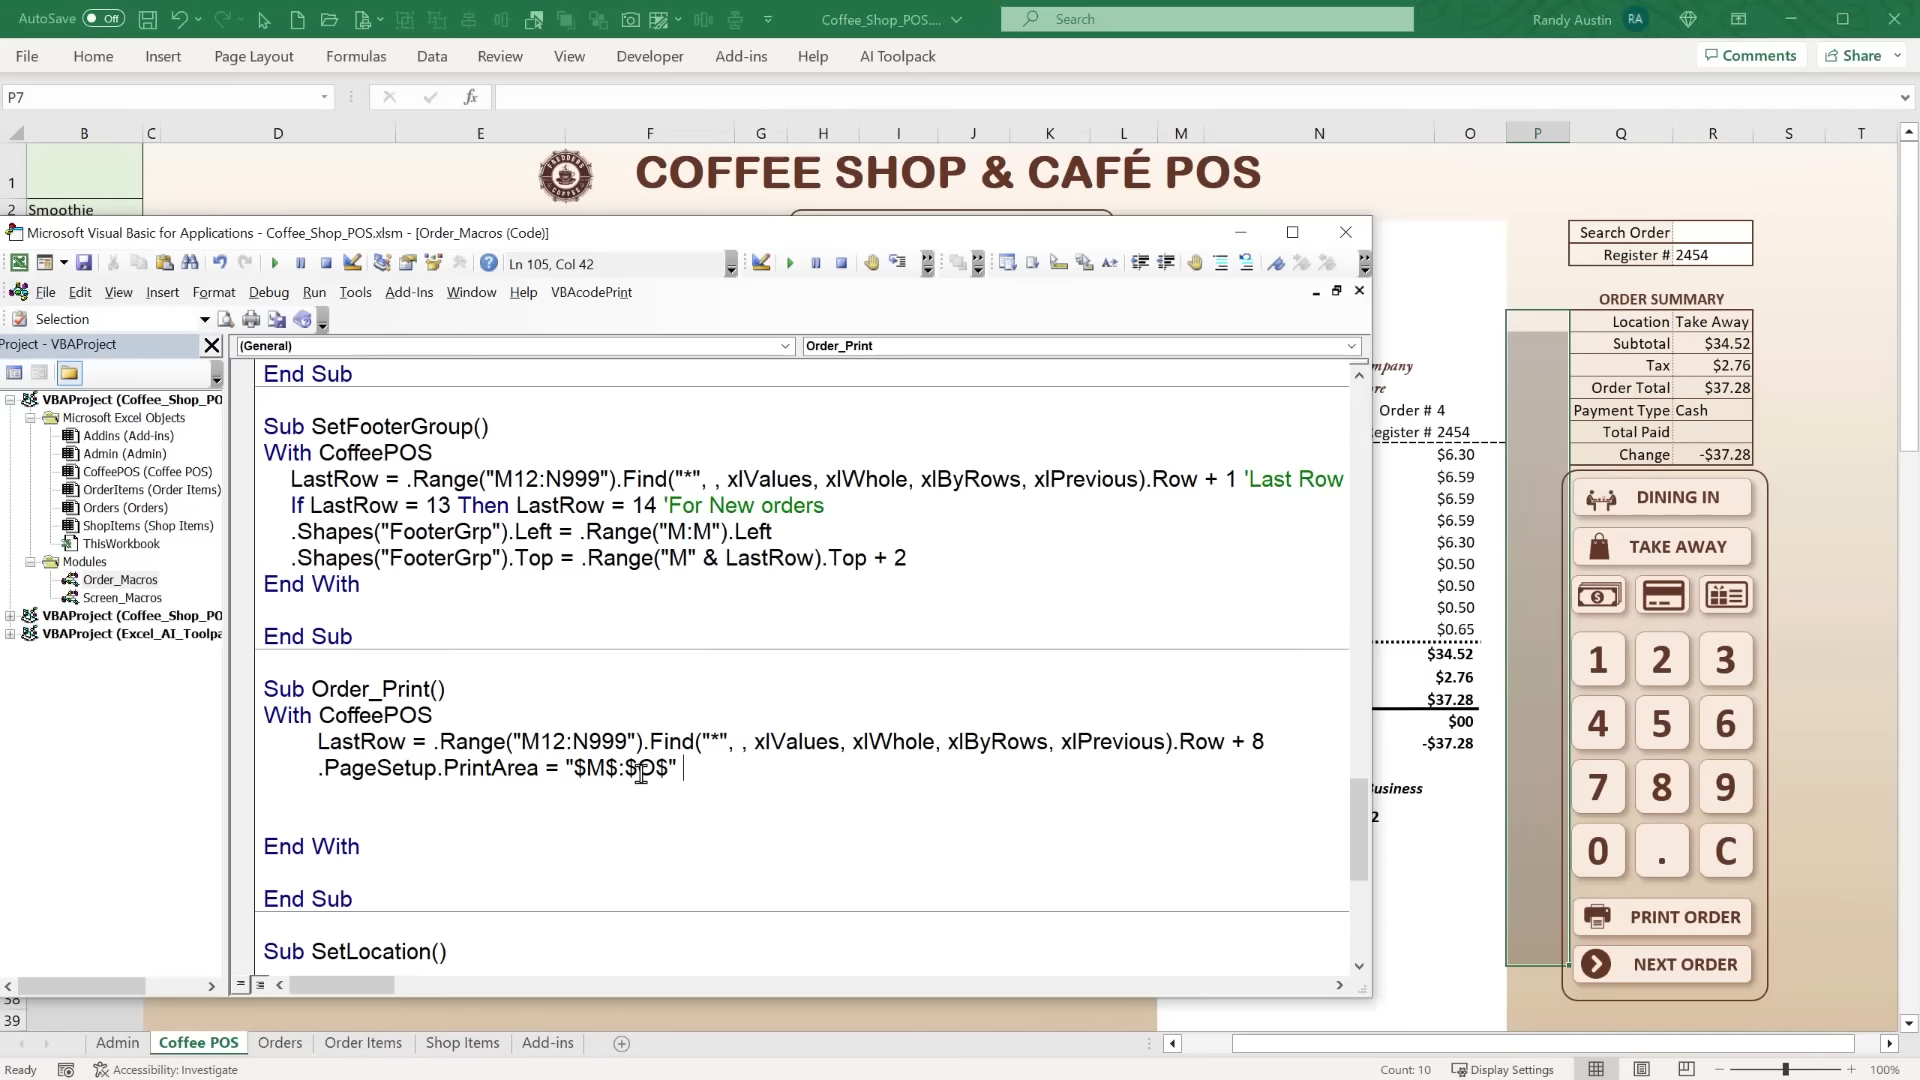 AutoSave Off Coffee_Shop_POS.... Search Randy Austin RA
File Home Insert Page Layout Formulas Data Review View Developer Add-ins Help AI Toolpack Comments Share
P7 fx
B C D E F G H I J K L M N O P Q R S T
1 COFFEE SHOP & CAFÉ POS
2 Smoothie
Microsoft Visual Basic for Applications - Coffee_Shop_POS.xlsm - [Order_Macros (Code)]
Ln 105, Col 42
File Edit View Insert Format Debug Run Tools Add-Ins Window Help VBAcodePrint
Selection
Project - VBAProject
(General) Order_Print
VBAProject (Coffee_Shop_PO
Microsoft Excel Objects
Addins (Add-ins)
Admin (Admin)
CoffeePOS (Coffee POS)
OrderItems (Order Items)
Orders (Orders)
ShopItems (Shop Items)
ThisWorkbook
Modules
Order_Macros
Screen_Macros
VBAProject (Coffee_Shop_PO
VBAProject (Excel_AI_Toolpa
End Sub
Sub SetFooterGroup()
With CoffeePOS
LastRow = .Range("M12:N999").Find("*", , xlValues, xlWhole, xlByRows, xlPrevious).Row + 1 'Last Row
If LastRow = 13 Then LastRow = 14 'For New orders
.Shapes("FooterGrp").Left = .Range("M:M").Left
.Shapes("FooterGrp").Top = .Range("M" & LastRow).Top + 2
End With
End Sub
Sub Order_Print()
With CoffeePOS
LastRow = .Range("M12:N999").Find("*", , xlValues, xlWhole, xlByRows, xlPrevious).Row + 8
.PageSetup.PrintArea = "$M$:$O$"
End With
End Sub
Sub SetLocation()
mpany
re
Order # 4
egister # 2454
$6.30
$6.59
$6.59
$6.59
$6.30
$0.50
$0.50
$0.50
$0.65
$34.52
$2.76
$37.28
$00
-$37.28
Business
2
Search Order
Register # 2454
ORDER SUMMARY
Location Take Away
Subtotal $34.52
Tax $2.76
Order Total $37.28
Payment Type Cash
Total Paid
Change -$37.28
DINING IN
TAKE AWAY
1 2 3
4 5 6
7 8 9
0 . C
PRINT ORDER
NEXT ORDER
38
39
Admin Coffee POS Orders Order Items Shop Items Add-ins
Ready Accessibility: Investigate Count: 10 Display Settings 100%